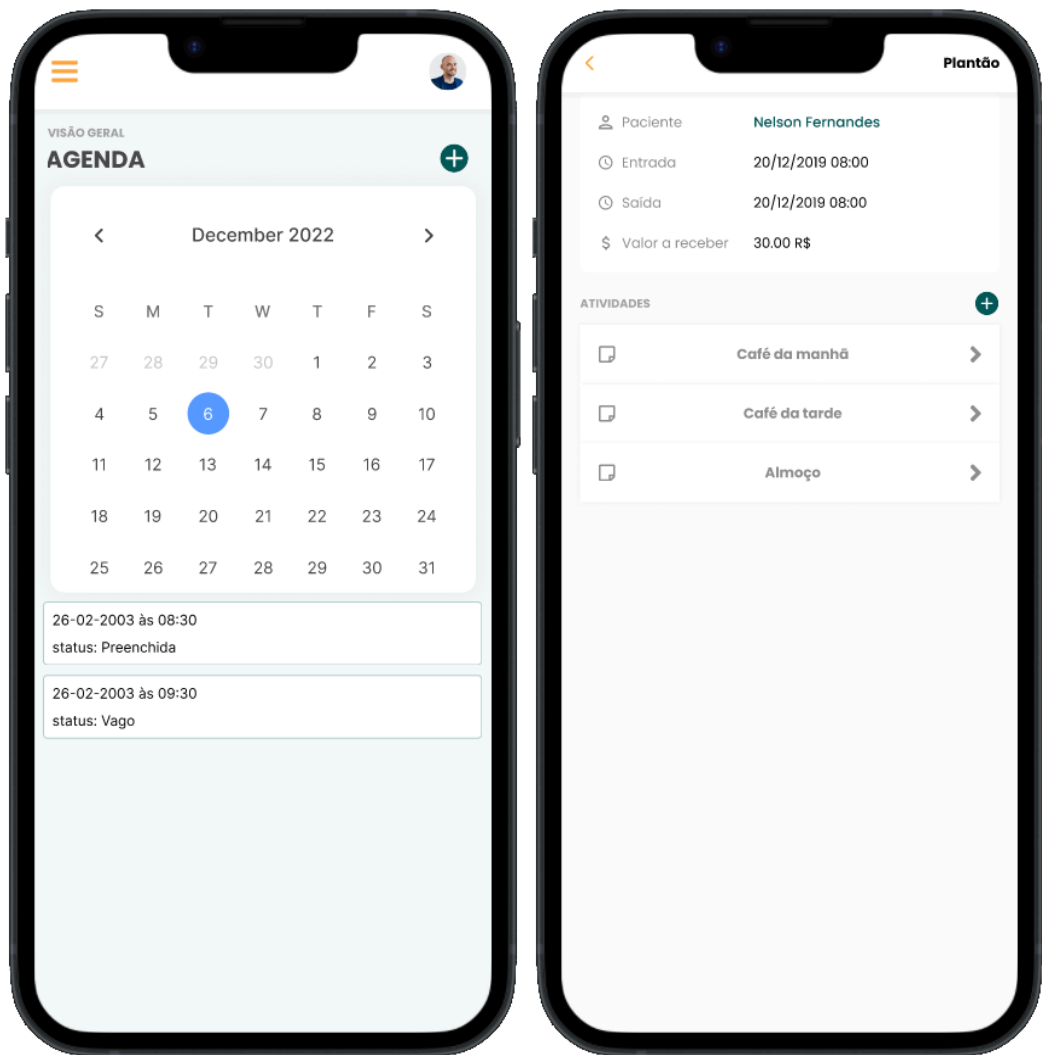 VISÃO GERAL
AGENDA
December 2022
S M T W T F S
27 28 29 30 1 2 3
4 5 6 7 8 9 10
11 12 13 14 15 16 17
18 19 20 21 22 23 24
25 26 27 28 29 30 31
26-02-2003 às 08:30
status: Preenchida
26-02-2003 às 09:30
status: Vago
Plantão
Paciente Nelson Fernandes
Entrada 20/12/2019 08:00
Saída 20/12/2019 08:00
$ Valor a receber 30.00 R$
ATIVIDADES
Café da manhã
Café da tarde
Almoço